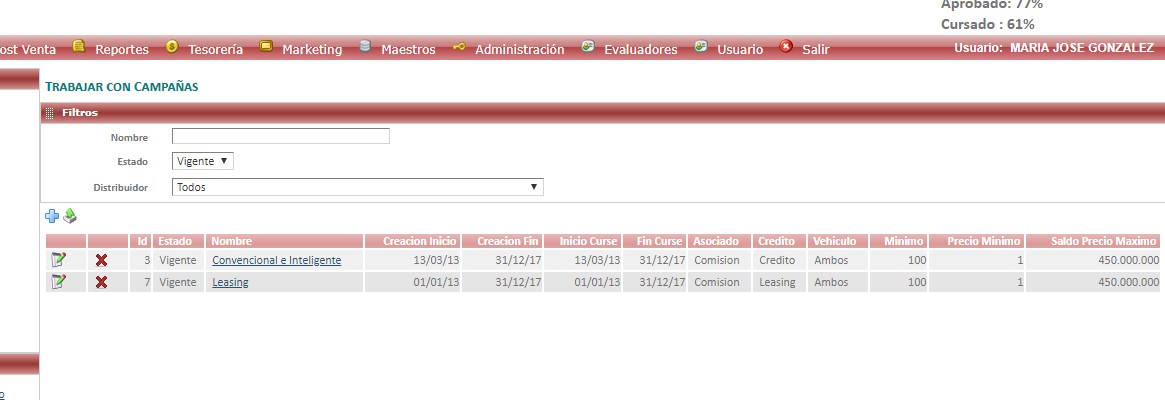 Aprobado: 77%
Cursado : 61%
ost Venta Reportes Tesorería Marketing Maestros Administración Evaluadores Usuario Salir Usuario: MARIA JOSE GONZALEZ
TRABAJAR CON CAMPAÑAS
Filtros
Nombre
Estado Vigente
Distribuidor Todos
Id Estado Nombre Creacion Inicio Creacion Fin Inicio Curse Fin Curse Asociado Credito Vehiculo Minimo Precio Minimo Saldo Precio Maximo
3 Vigente Convencional e Inteligente 13/03/13 31/12/17 13/03/13 31/12/17 Comision Credito Ambos 100 1 450.000.000
7 Vigente Leasing 01/01/13 31/12/17 01/01/13 31/12/17 Comision Leasing Ambos 100 1 450.000.000
o